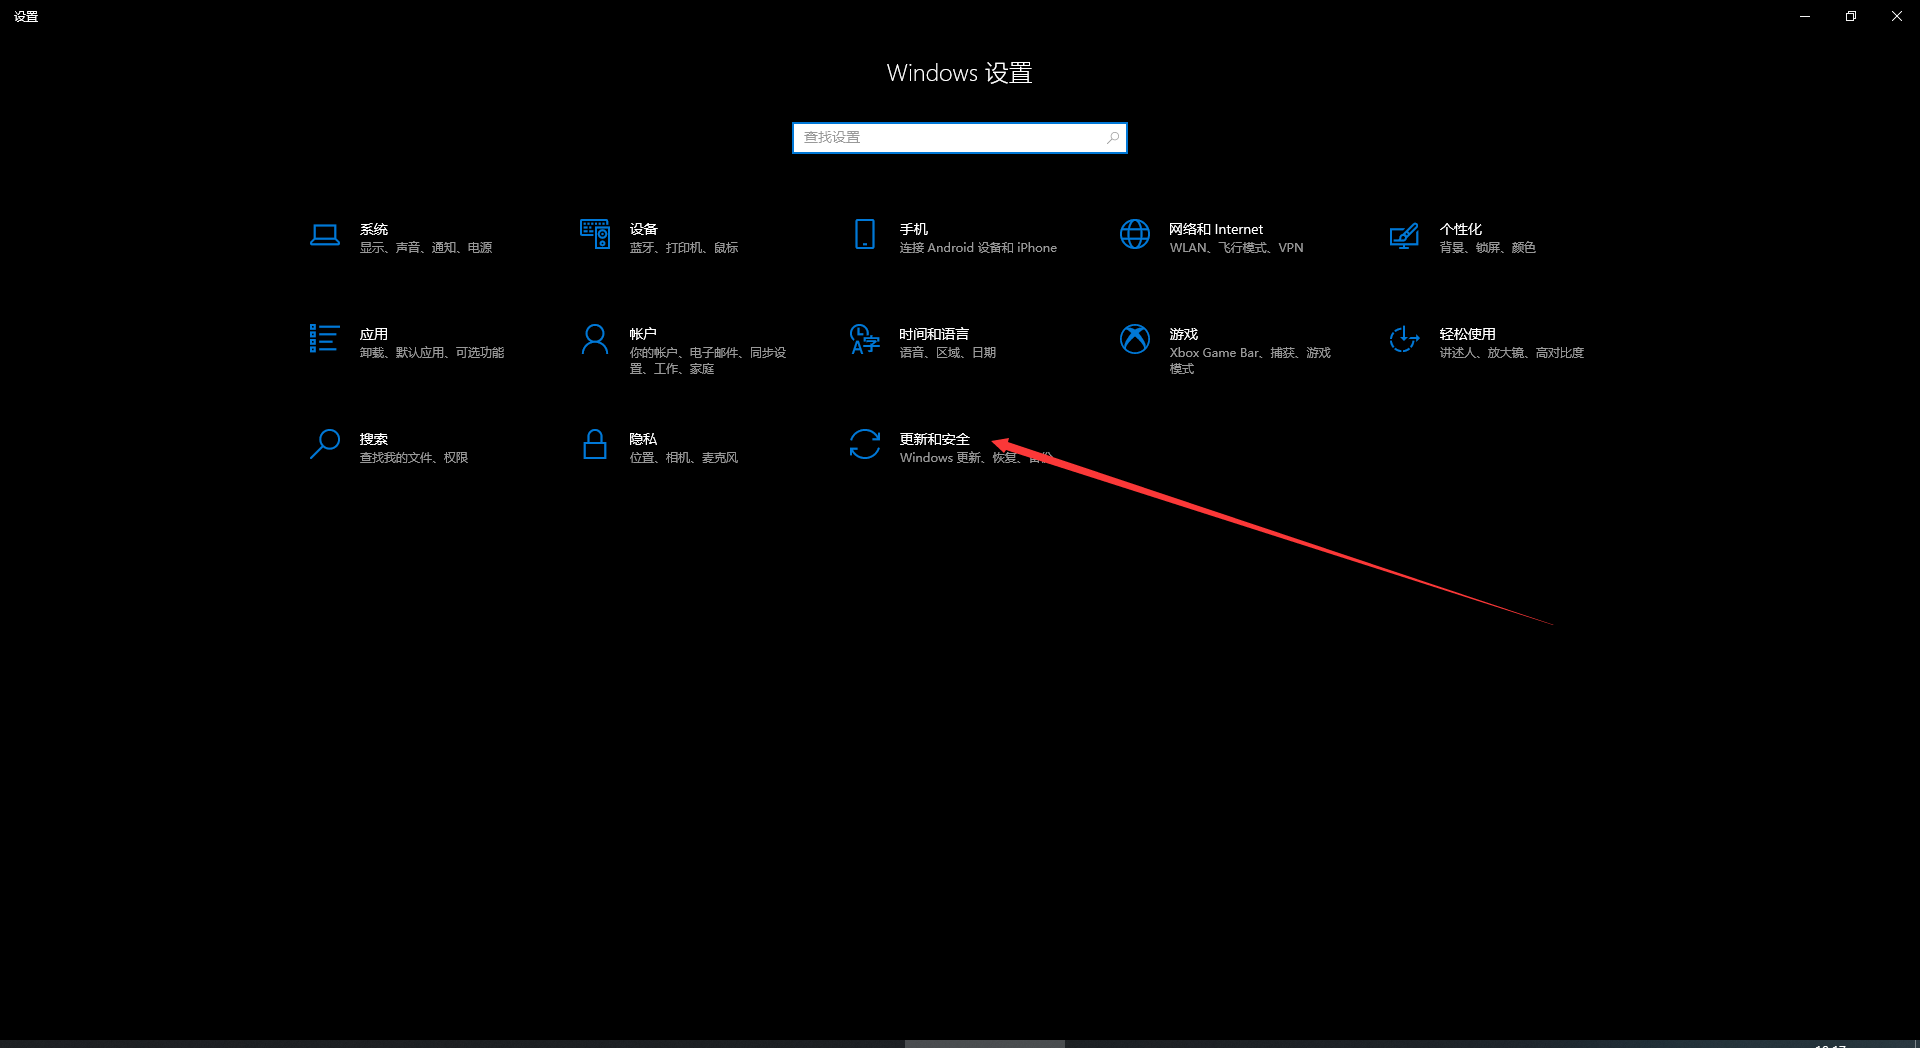 设置
Windows 设置
查找设置
系统
显示、声音、通知、电源
设备
蓝牙、打印机、鼠标
手机
连接 Android 设备和 iPhone
网络和 Internet
WLAN、飞行模式、VPN
个性化
背景、锁屏、颜色
应用
卸载、默认应用、可选功能
帐户
你的帐户、电子邮件、同步设
置、工作、家庭
时间和语言
语音、区域、日期
游戏
Xbox Game Bar、捕获、游戏
模式
轻松使用
讲述人、放大镜、高对比度
搜索
查找我的文件、权限
隐私
位置、相机、麦克风
更新和安全
Windows 更新、恢复、备份